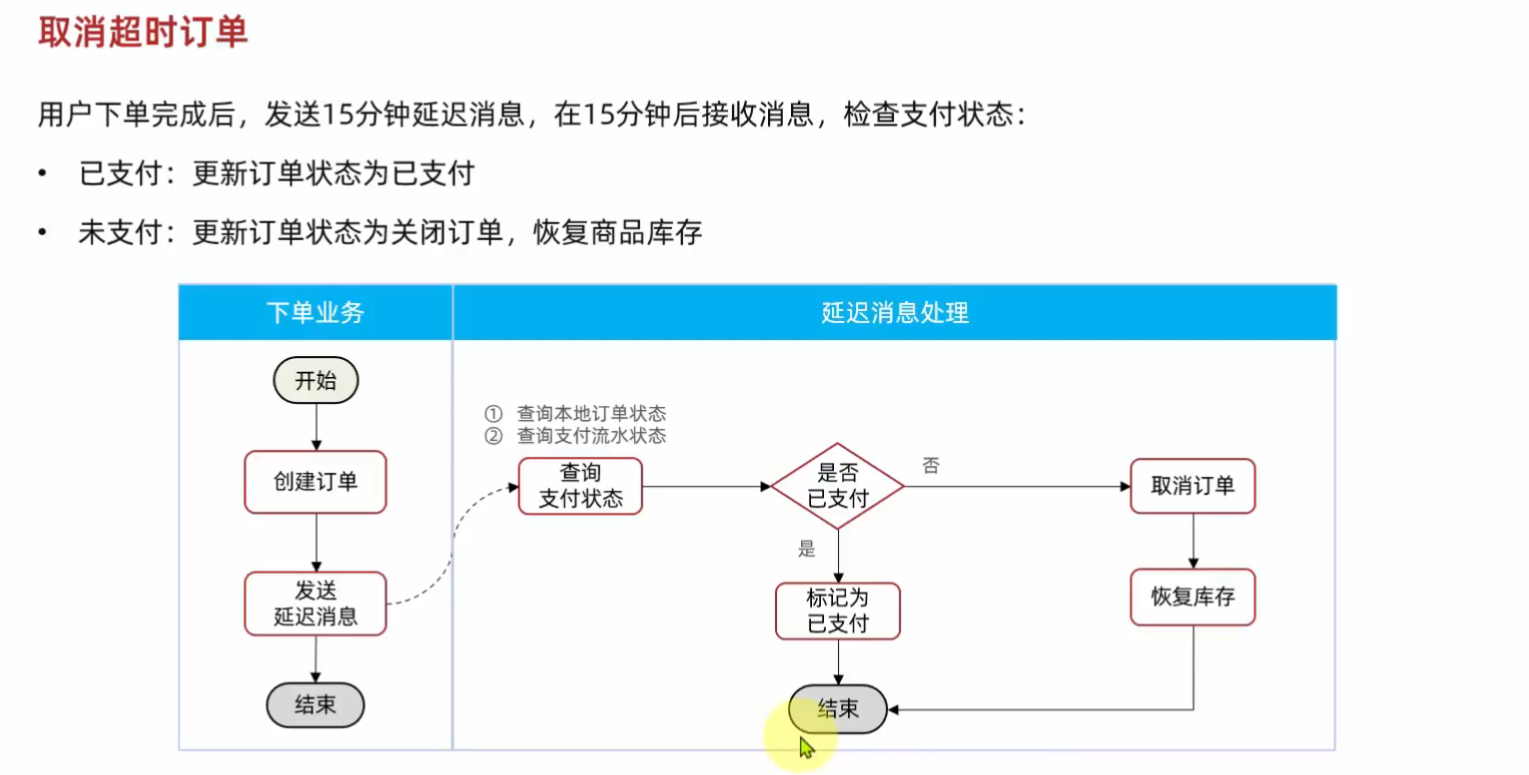 取消超时订单
用户下单完成后，发送15分钟延迟消息，在15分钟后接收消息，检查支付状态：
• 已支付：更新订单状态为已支付
• 未支付：更新订单状态为关闭订单，恢复商品库存
下单业务
延迟消息处理
开始
创建订单
发送
延迟消息
结束
① 查询本地订单状态
② 查询支付流水状态
查询
支付状态
是否
已支付
否
是
标记为
已支付
结束
取消订单
恢复库存